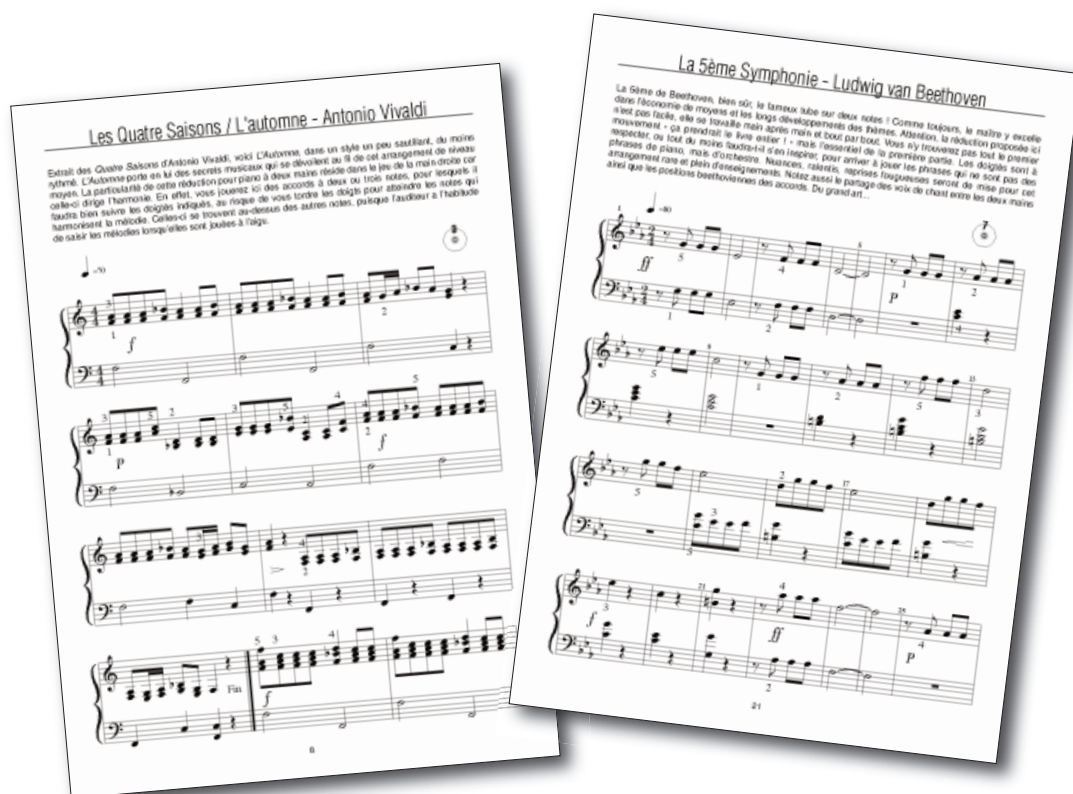 Les Quatre Saisons / L'automne - Antonio Vivaldi
Extrait des Quatre Saisons d'Antonio Vivaldi, voici L'Automne, dans un style un peu sautillant, du moins
rythmé. L'Automne porte en lui des secrets musicaux qui se dévoilent au fil de cet arrangement de niveau
moyen. La particularité de cette réduction pour piano à deux mains réside dans le jeu de la main droite car
celle-ci dirige l'harmonie. En effet, vous jouerez ici des accords à deux ou trois notes, pour lesquels il
faudra bien suivre les doigtés indiqués, au risque de vous tordre les doigts pour atteindre les notes qui
harmonisent la mélodie. Celles-ci se trouvent au-dessus des autres notes, puisque l'auditeur a l'habitude
de saisir les mélodies lorsqu'elles sont jouées à l'aigu.
f
p
f
Fin
f
8
La 5ème Symphonie - Ludwig van Beethoven
La 5ème de Beethoven, bien sûr, le fameux tube sur deux notes ! Comme toujours, le maître y excelle
dans l'économie de moyens et les longs développements des thèmes. Attention, la réduction proposée ici
n'est pas facile, elle se travaille main après main et bout par bout. Vous n'y trouverez pas tout le premier
mouvement - ça prendrait le livre entier ! - mais l'essentiel de la première partie. Les doigtés sont à
respecter, ou tout du moins faudra-t-il s'en inspirer, pour arriver à jouer les phrases qui ne sont pas des
phrases de piano, mais d'orchestre. Nuances, ralentis, reprises fougueuses seront de mise pour cet
arrangement rare et plein d'enseignements. Notez aussi le partage des voix de chant entre les deux mains
ainsi que les positions beethoviennes des accords. Du grand art...
7
=80
ff
p
f
ff
p
21